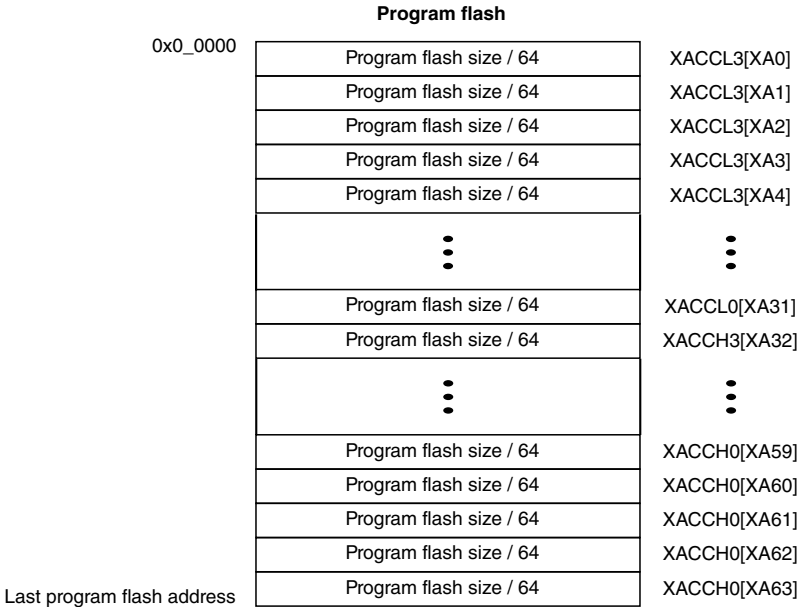 Program flash
0x0_0000
Program flash size / 64 XACCL3[XA0]
Program flash size / 64 XACCL3[XA1]
Program flash size / 64 XACCL3[XA2]
Program flash size / 64 XACCL3[XA3]
Program flash size / 64 XACCL3[XA4]
Program flash size / 64 XACCL0[XA31]
Program flash size / 64 XACCH3[XA32]
Program flash size / 64 XACCH0[XA59]
Program flash size / 64 XACCH0[XA60]
Program flash size / 64 XACCH0[XA61]
Program flash size / 64 XACCH0[XA62]
Program flash size / 64 XACCH0[XA63]
Last program flash address